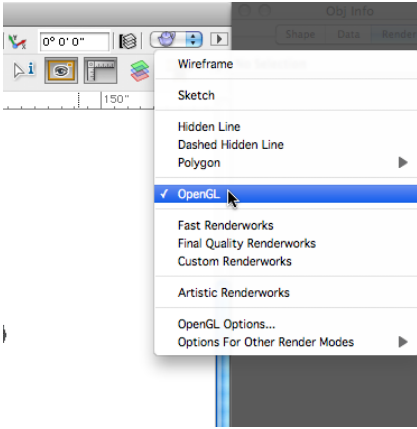 Obj Info
0° 0' 0"
Shape Data Render
i
150"
Wireframe
Sketch
Hidden Line
Dashed Hidden Line
Polygon
✓ OpenGL
Fast Renderworks
Final Quality Renderworks
Custom Renderworks
Artistic Renderworks
OpenGL Options...
Options For Other Render Modes